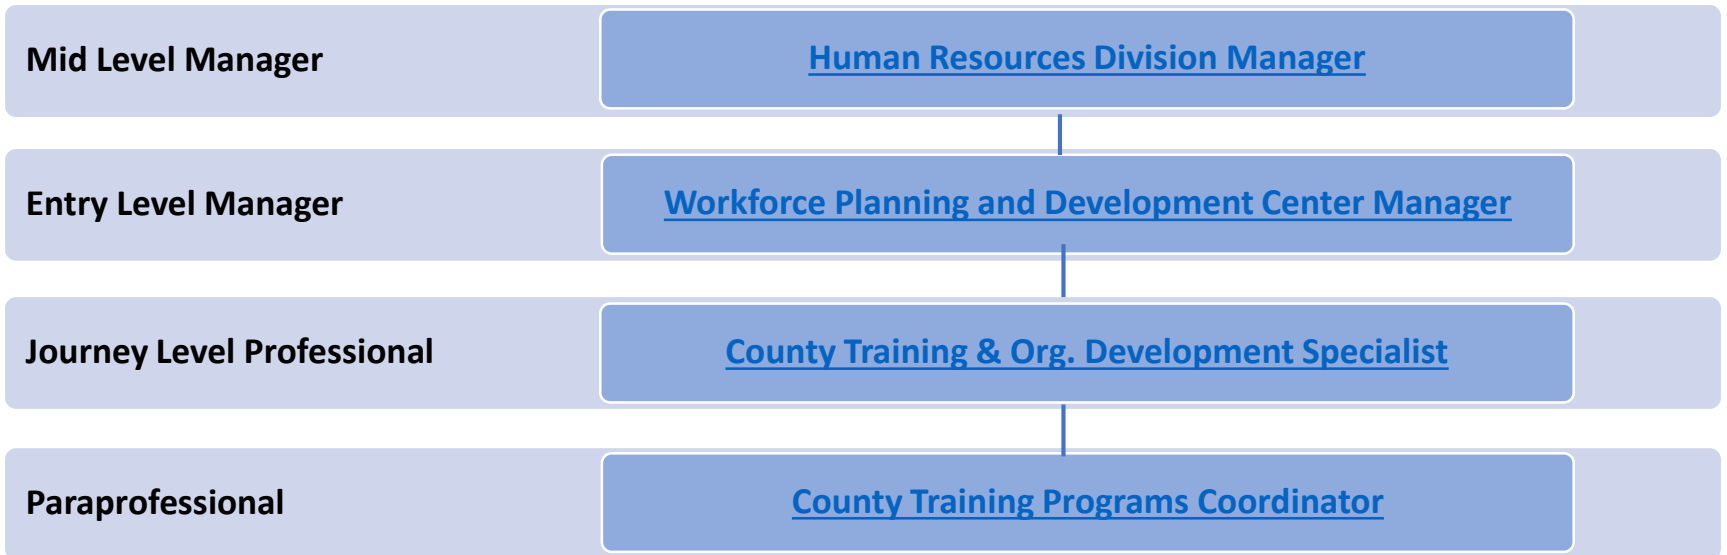 Mid Level Manager
Human Resources Division Manager
Entry Level Manager
Workforce Planning and Development Center Manager
Journey Level Professional
County Training & Org. Development Specialist
Paraprofessional
County Training Programs Coordinator